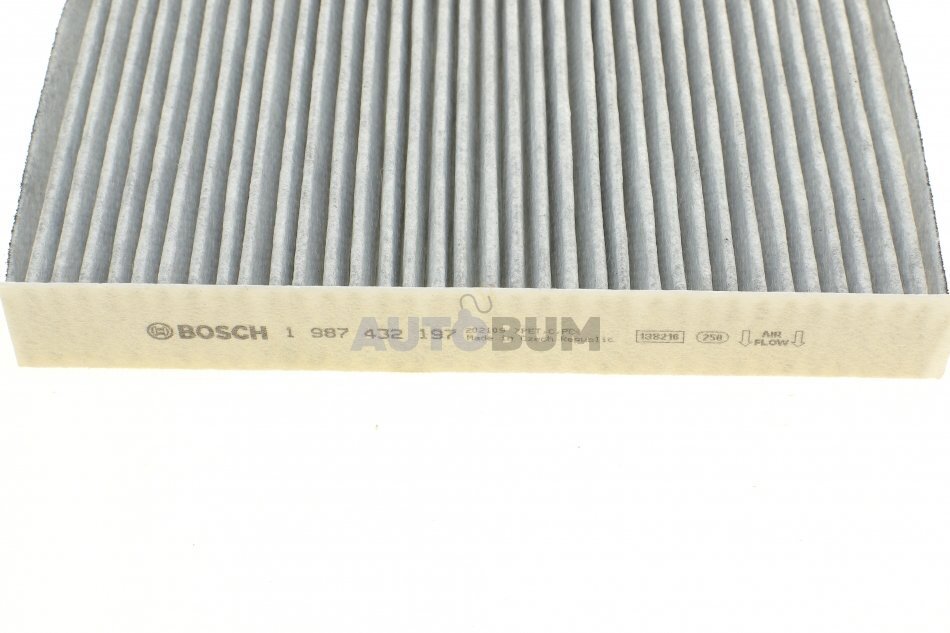 BOSCH 1 987 432 197
Made in Czech Republic
138216
250
AIR
FLOW
AUTOBUM